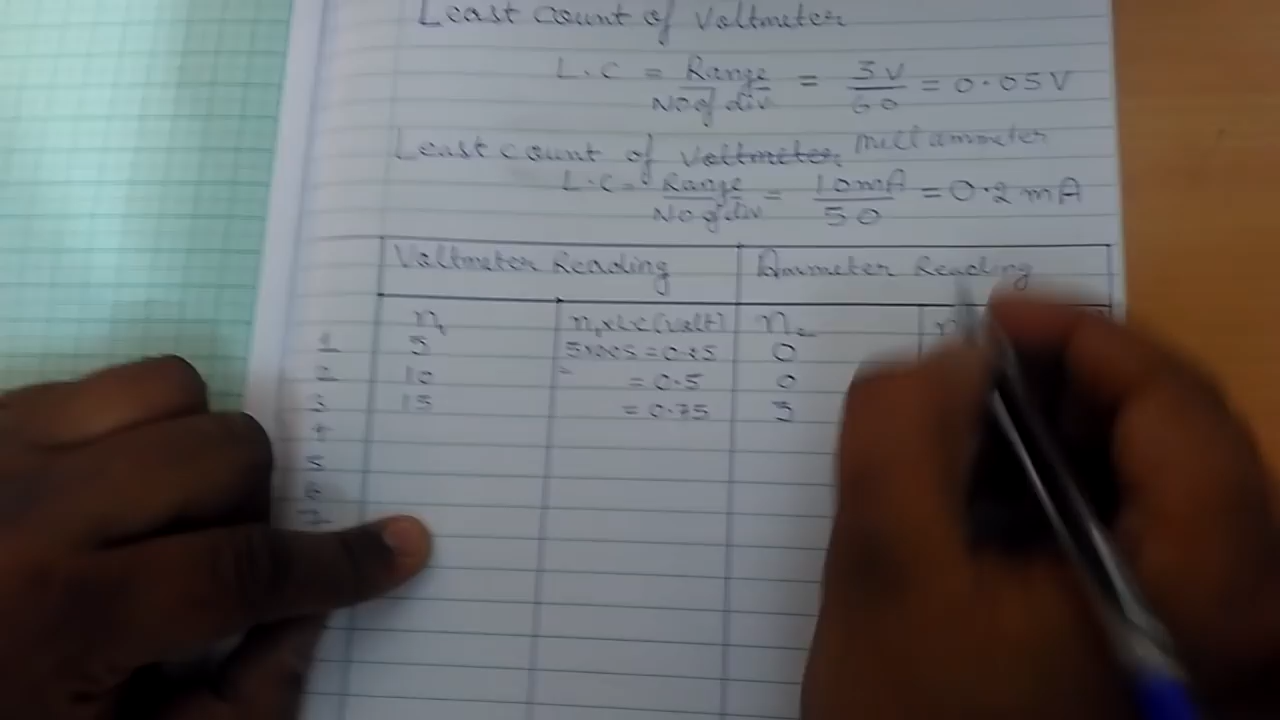 Least count of Voltmeter
L.C = Range / No of div = 3V / 60 = 0.05V
Least count of Voltmeter Milliammeter
L.C = Range / No of div = 10mA / 50 = 0.2 mA
Voltmeter Reading Ammeter Reading
n₁ n₁×L.C (Volt) n₂ n
1 5 5×0.05 = 0.25 0
2 10 = = 0.5 0
3 15 = 0.75 3
4
5
6
7